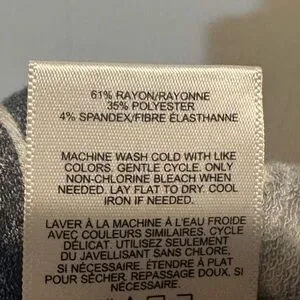 61% RAYON/RAYONNE
35% POLYESTER
4% SPANDEX/FIBRE ÉLASTHANNE
MACHINE WASH COLD WITH LIKE
COLORS. GENTLE CYCLE. ONLY
NON-CHLORINE BLEACH WHEN
NEEDED. LAY FLAT TO DRY. COOL
IRON IF NEEDED.
LAVER À LA MACHINE À L'EAU FROIDE
AVEC COULEURS SIMILAIRES. CYCLE
DÉLICAT. UTILISEZ SEULEMENT
DU JAVELLISANT SANS CHLORE.
SI NÉCESSAIRE. ÉTENDRE À PLAT
POUR SÉCHER. REPASSAGE DOUX, SI
NÉCESSAIRE.